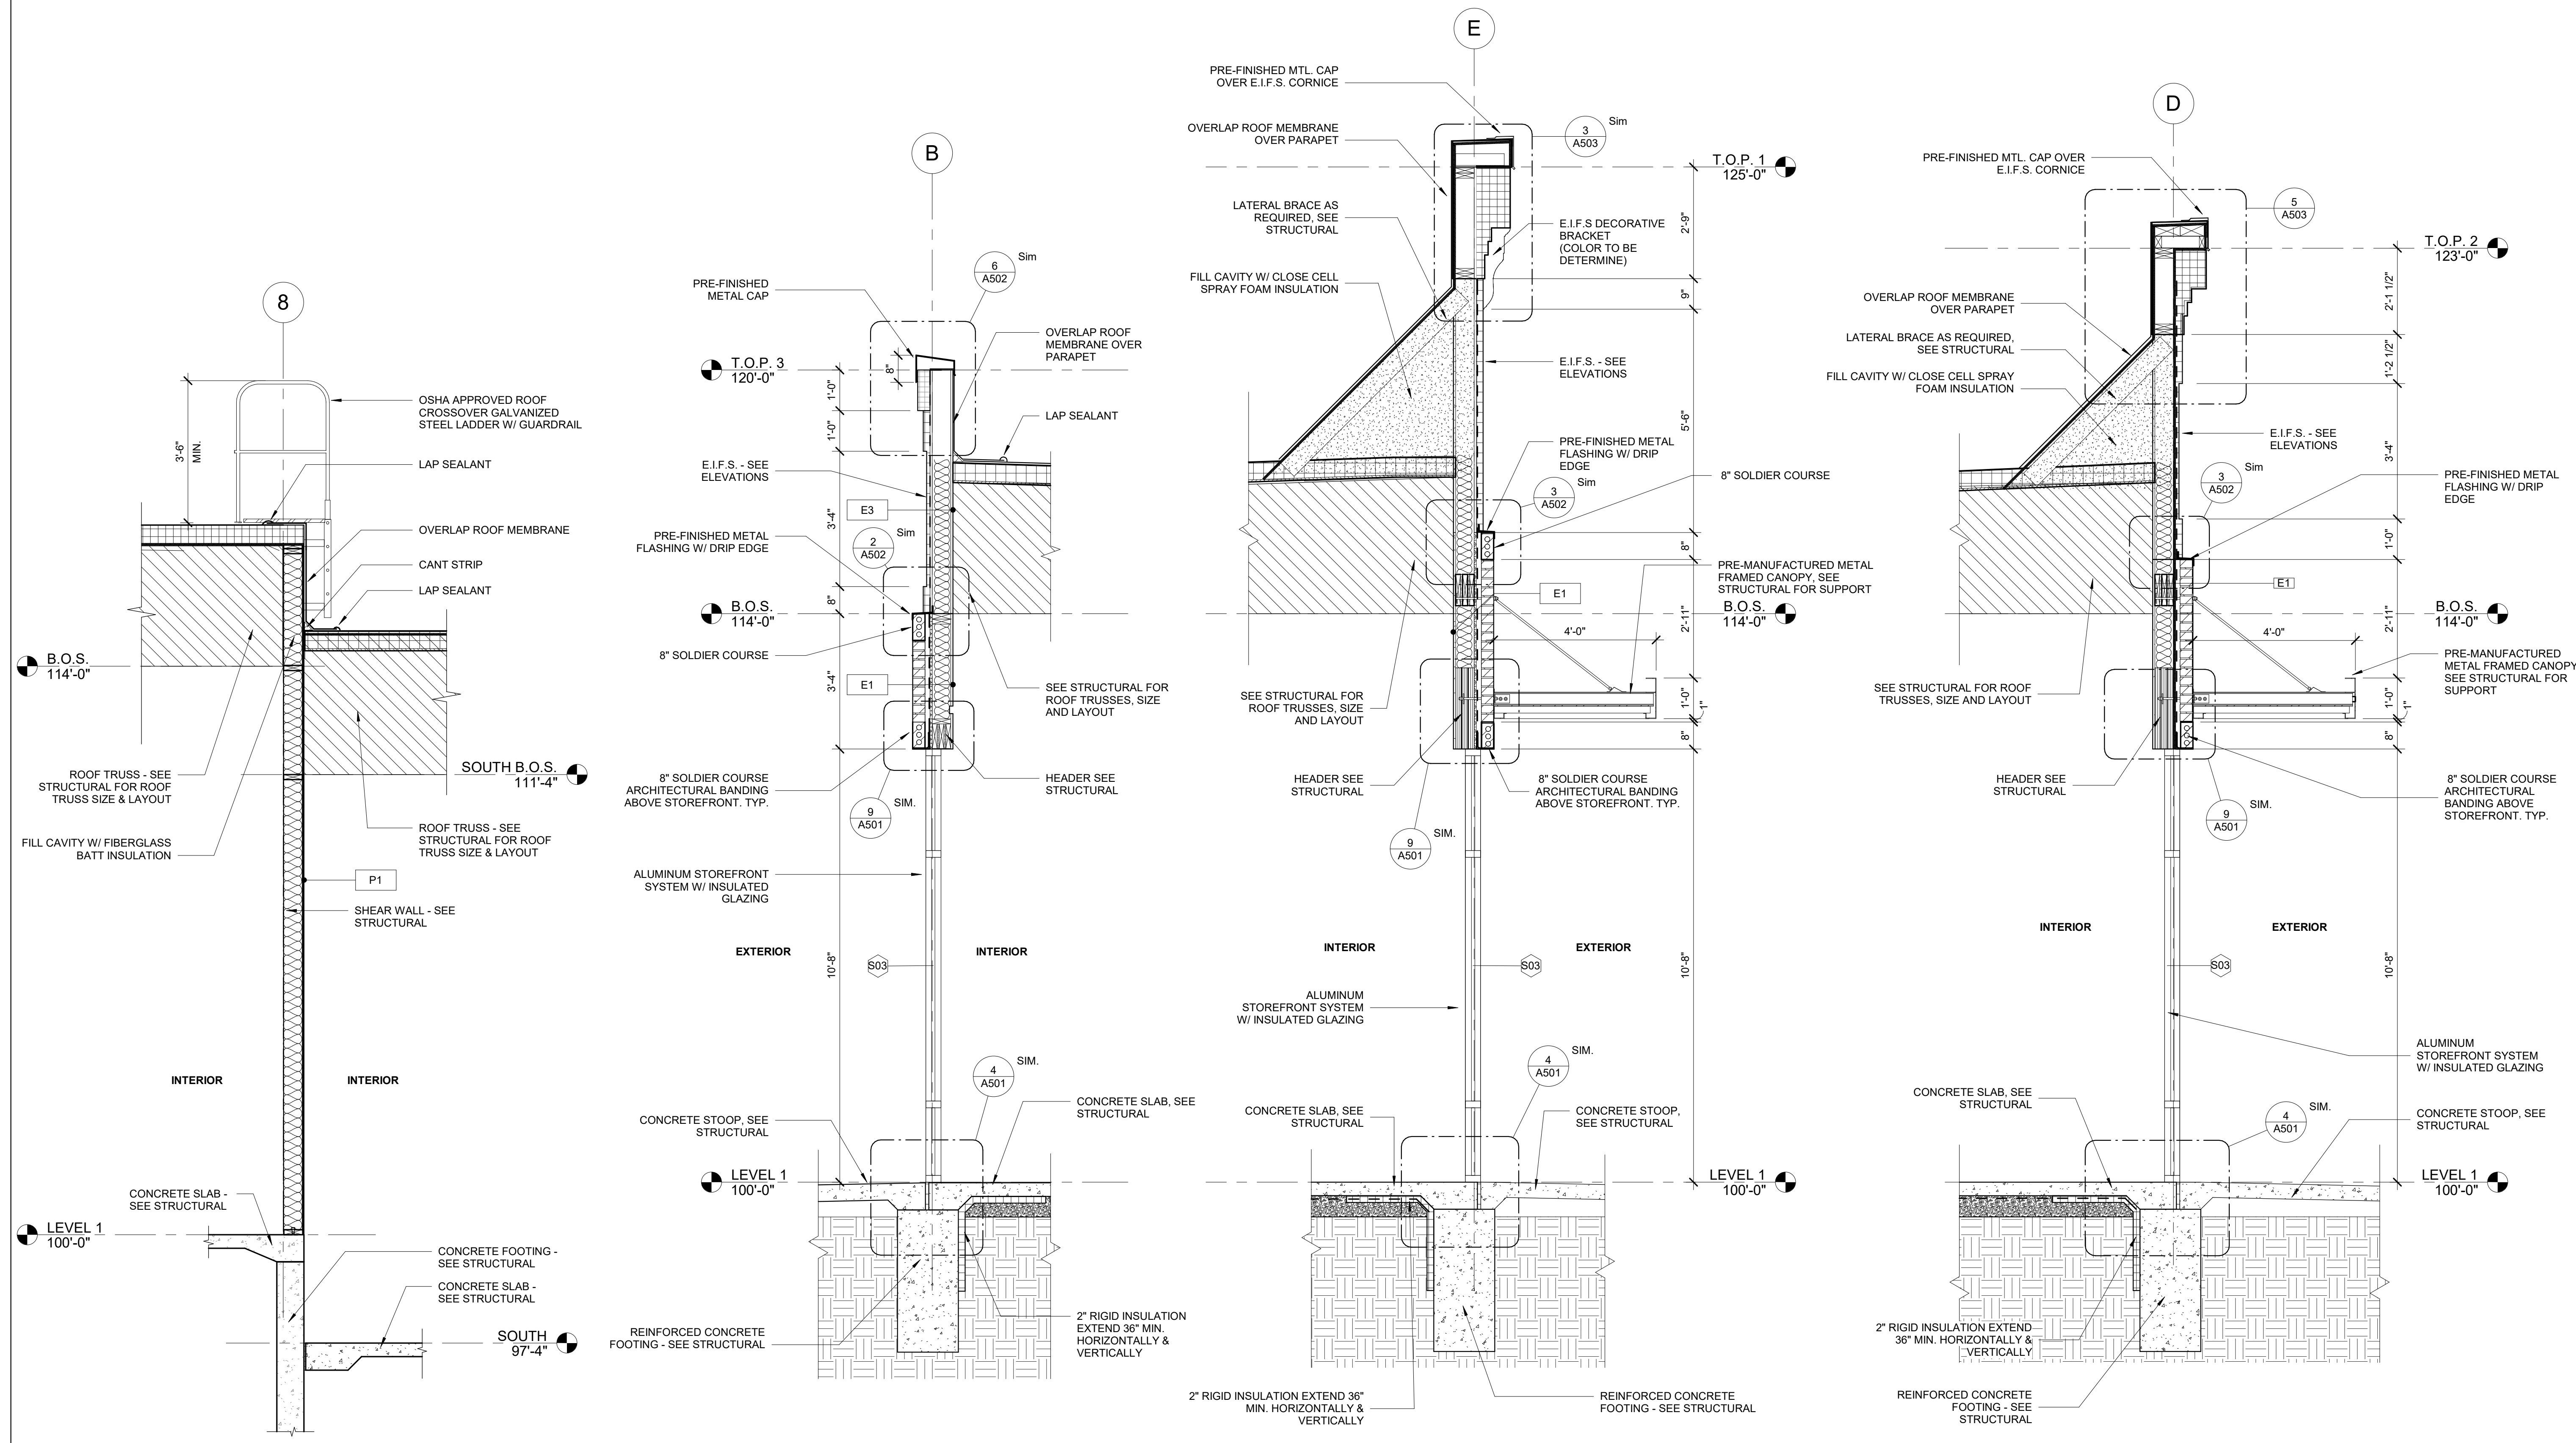 8
3'-6"
MIN.
OSHA APPROVED ROOF
CROSSOVER GALVANIZED
STEEL LADDER W/ GUARDRAIL
LAP SEALANT
OVERLAP ROOF MEMBRANE
CANT STRIP
LAP SEALANT
B.O.S.
114'-0"
ROOF TRUSS - SEE
STRUCTURAL FOR ROOF
TRUSS SIZE & LAYOUT
SOUTH B.O.S.
111'-4"
ROOF TRUSS - SEE
STRUCTURAL FOR ROOF
TRUSS SIZE & LAYOUT
FILL CAVITY W/ FIBERGLASS
BATT INSULATION
P1
SHEAR WALL - SEE
STRUCTURAL
INTERIOR
INTERIOR
CONCRETE SLAB -
SEE STRUCTURAL
LEVEL 1
100'-0"
CONCRETE FOOTING -
SEE STRUCTURAL
CONCRETE SLAB -
SEE STRUCTURAL
SOUTH
97'-4"
B
6
A502
Sim
PRE-FINISHED
METAL CAP
OVERLAP ROOF
MEMBRANE OVER
PARAPET
T.O.P. 3
120'-0"
8"
1'-0"
1'-0"
LAP SEALANT
E.I.F.S. - SEE
ELEVATIONS
E3
3'-4"
PRE-FINISHED METAL
FLASHING W/ DRIP EDGE
2
A502
Sim
8"
B.O.S.
114'-0"
8" SOLDIER COURSE
E1
3'-4"
SEE STRUCTURAL FOR
ROOF TRUSSES, SIZE
AND LAYOUT
8" SOLDIER COURSE
ARCHITECTURAL BANDING
ABOVE STOREFRONT. TYP.
HEADER SEE
STRUCTURAL
9
A501
SIM.
ALUMINUM STOREFRONT
SYSTEM W/ INSULATED
GLAZING
EXTERIOR
INTERIOR
10'-8"
S03
4
A501
SIM.
CONCRETE STOOP, SEE
STRUCTURAL
CONCRETE SLAB, SEE
STRUCTURAL
LEVEL 1
100'-0"
REINFORCED CONCRETE
FOOTING - SEE STRUCTURAL
2" RIGID INSULATION
EXTEND 36" MIN.
HORIZONTALLY &
VERTICALLY
E
PRE-FINISHED MTL. CAP
OVER E.I.F.S. CORNICE
3
A503
Sim
OVERLAP ROOF MEMBRANE
OVER PARAPET
T.O.P. 1
125'-0"
LATERAL BRACE AS
REQUIRED, SEE
STRUCTURAL
E.I.F.S DECORATIVE
BRACKET
(COLOR TO BE
DETERMINE)
2'-9"
FILL CAVITY W/ CLOSE CELL
SPRAY FOAM INSULATION
9"
E.I.F.S. - SEE
ELEVATIONS
5'-6"
PRE-FINISHED METAL
FLASHING W/ DRIP
EDGE
8" SOLDIER COURSE
3
A502
Sim
8"
PRE-MANUFACTURED METAL
FRAMED CANOPY, SEE
STRUCTURAL FOR SUPPORT
E1
B.O.S.
114'-0"
2'-11"
4'-0"
SEE STRUCTURAL FOR
ROOF TRUSSES, SIZE
AND LAYOUT
1'-0"
1"
8"
HEADER SEE
STRUCTURAL
8" SOLDIER COURSE
ARCHITECTURAL BANDING
ABOVE STOREFRONT. TYP.
9
A501
SIM.
INTERIOR
EXTERIOR
S03
10'-8"
ALUMINUM
STOREFRONT SYSTEM
W/ INSULATED GLAZING
4
A501
SIM.
CONCRETE SLAB, SEE
STRUCTURAL
CONCRETE STOOP,
SEE STRUCTURAL
LEVEL 1
100'-0"
2" RIGID INSULATION EXTEND 36"
MIN. HORIZONTALLY &
VERTICALLY
REINFORCED CONCRETE
FOOTING - SEE STRUCTURAL
D
PRE-FINISHED MTL. CAP OVER
E.I.F.S. CORNICE
5
A503
T.O.P. 2
123'-0"
OVERLAP ROOF MEMBRANE
OVER PARAPET
2'-1 1/2"
LATERAL BRACE AS REQUIRED,
SEE STRUCTURAL
1'-2 1/2"
FILL CAVITY W/ CLOSE CELL SPRAY
FOAM INSULATION
E.I.F.S. - SEE
ELEVATIONS
3'-4"
3
A502
Sim
PRE-FINISHED METAL
FLASHING W/ DRIP
EDGE
1'-0"
E1
B.O.S.
114'-0"
2'-11"
4'-0"
PRE-MANUFACTURED
METAL FRAMED CANOPY,
SEE STRUCTURAL FOR
SUPPORT
SEE STRUCTURAL FOR ROOF
TRUSSES, SIZE AND LAYOUT
1'-0"
1"
8"
HEADER SEE
STRUCTURAL
8" SOLDIER COURSE
ARCHITECTURAL
BANDING ABOVE
STOREFRONT. TYP.
9
A501
SIM.
INTERIOR
EXTERIOR
S03
10'-8"
ALUMINUM
STOREFRONT SYSTEM
W/ INSULATED GLAZING
CONCRETE SLAB, SEE
STRUCTURAL
4
A501
SIM.
CONCRETE STOOP, SEE
STRUCTURAL
LEVEL 1
100'-0"
2" RIGID INSULATION EXTEND
36" MIN. HORIZONTALLY &
VERTICALLY
REINFORCED CONCRETE
FOOTING - SEE
STRUCTURAL